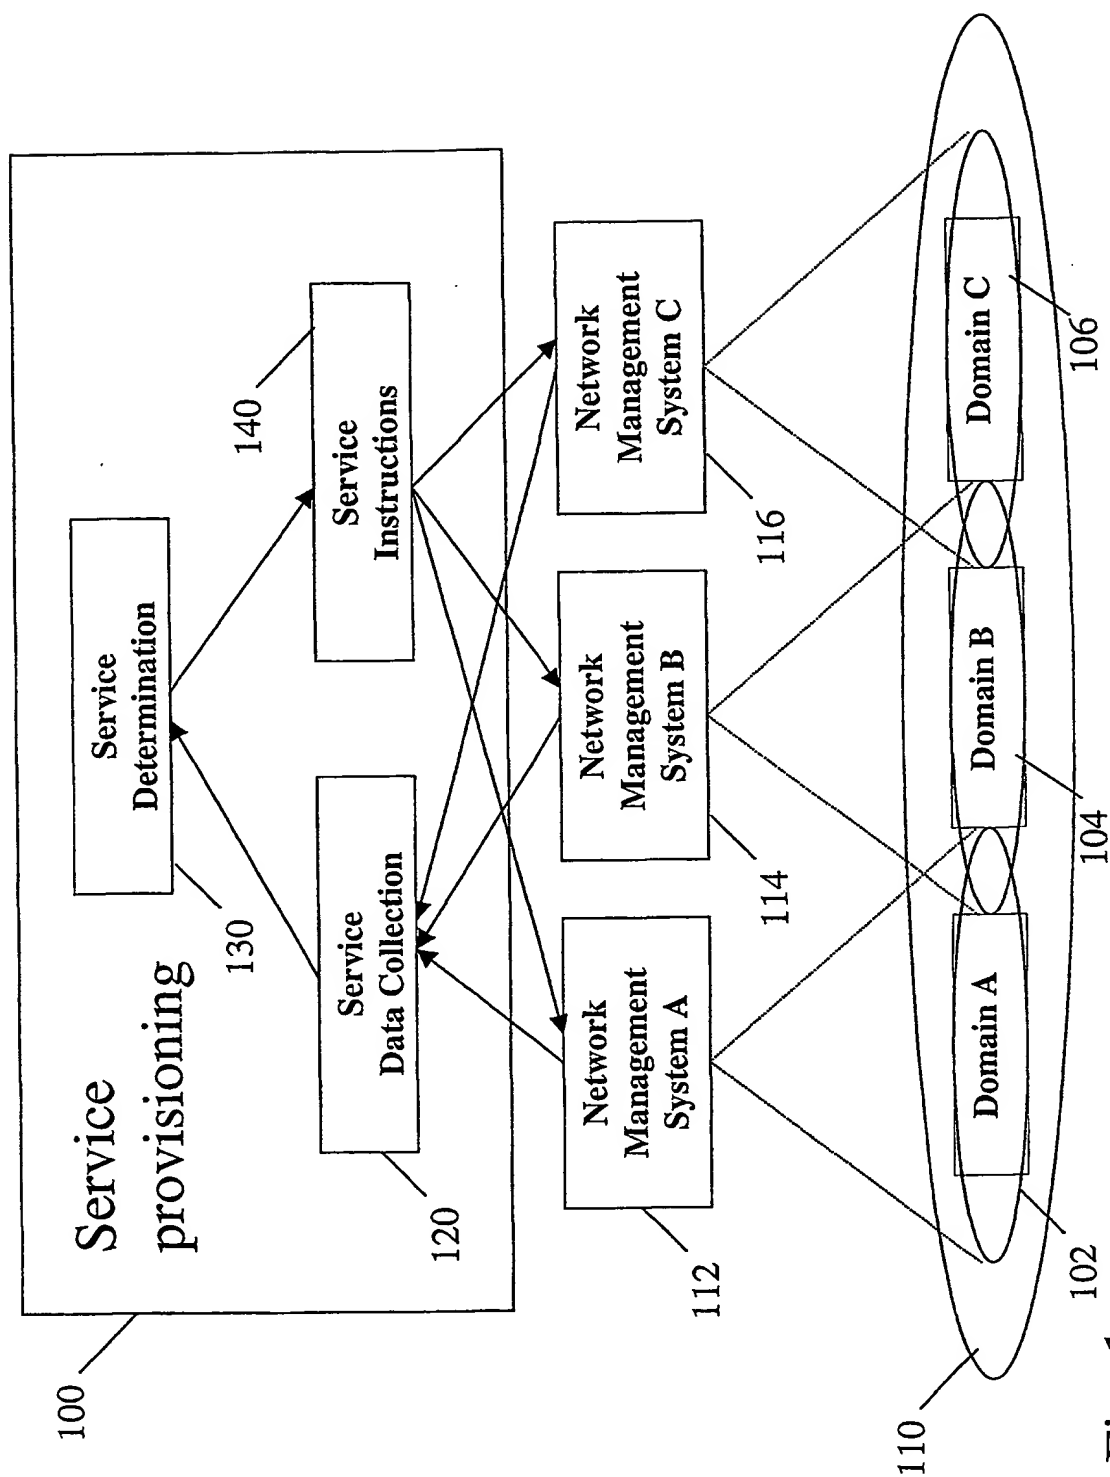 100
Service
provisioning
130
Service
Determination
140
120
Service
Data Collection
Service
Instructions
112
Network
Management
System A
114
Network
Management
System B
116
Network
Management
System C
110
Domain A
Domain B
Domain C
102
104
106